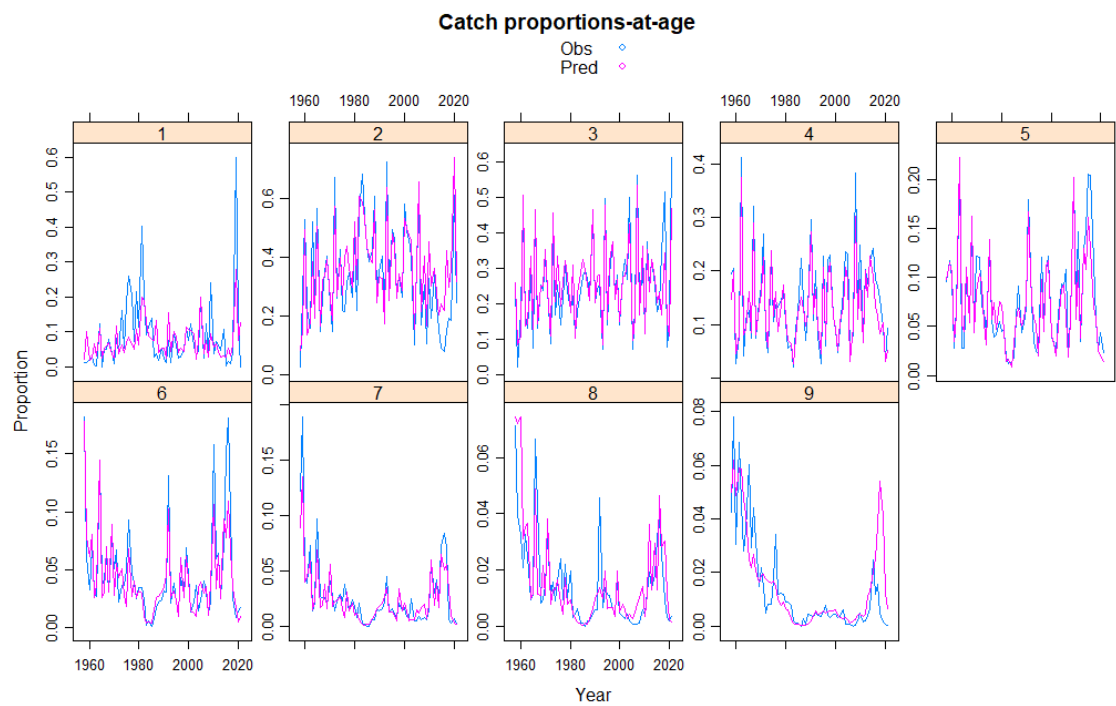 Catch proportions-at-age
Obs
Pred
1960 1980 2000 2020
1960 1980 2000 2020
1
2
3
4
5
0.0 0.1 0.2 0.3 0.4 0.5 0.6
0.0 0.2 0.4 0.6
0.0 0.1 0.2 0.3 0.4 0.5 0.6
0.1 0.2 0.3 0.4
0.00 0.05 0.10 0.15 0.20
Proportion
6
7
8
9
0.00 0.05 0.10 0.15
0.00 0.05 0.10 0.15
0.00 0.02 0.04 0.06
0.00 0.02 0.04 0.06 0.08
1960 1980 2000 2020
1960 1980 2000 2020
Year